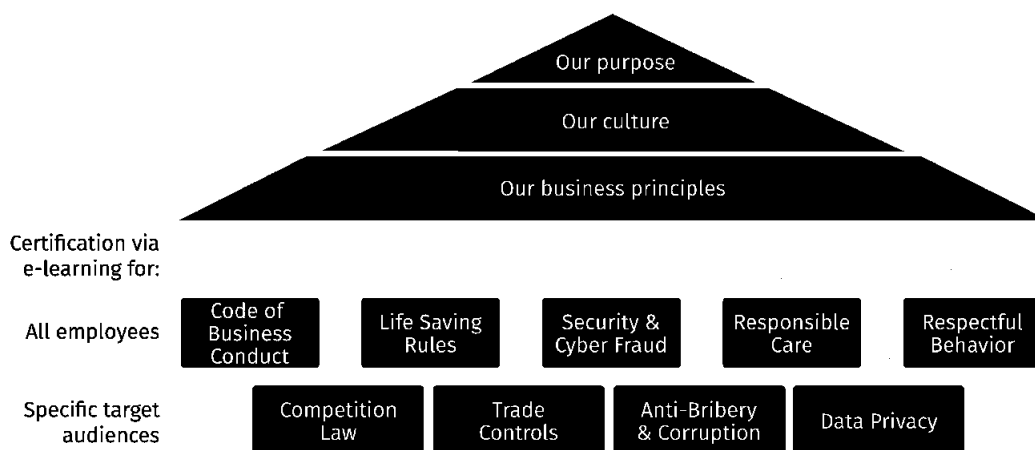 Our purpose
Our culture
Our business principles
Certification via
e-learning for:
All employees
Code of
Business
Conduct
Life Saving
Rules
Security &
Cyber Fraud
Responsible
Care
Respectful
Behavior
Specific target
audiences
Competition
Law
Trade
Controls
Anti-Bribery
& Corruption
Data Privacy